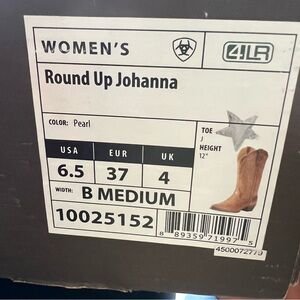 WOMEN'S
4LR
Round Up Johanna
COLOR: Pearl
TOE
J
HEIGHT
12"
USA EUR UK
6.5 37 4
WIDTH: B MEDIUM
10025152
8 89359 71997 5
4500072779